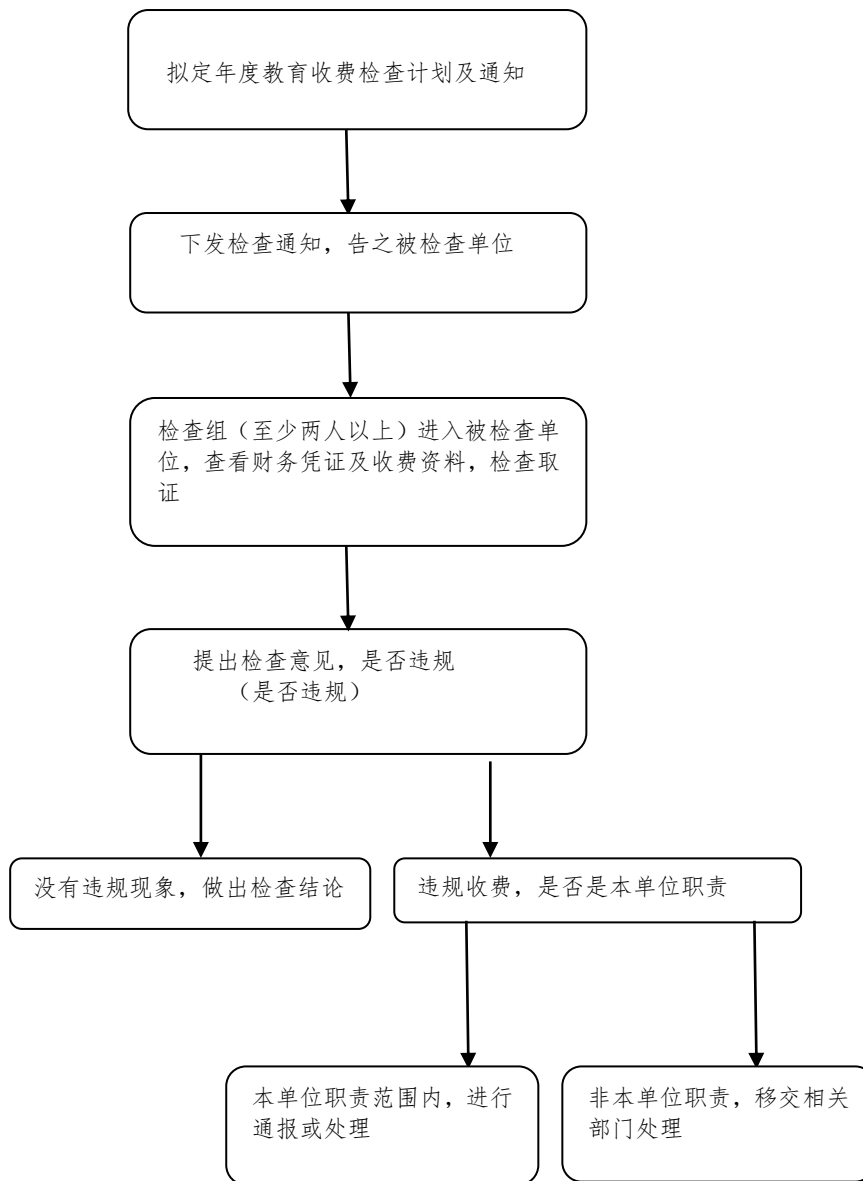 拟定年度教育收费检查计划及通知
下发检查通知，告之被检查单位
检查组（至少两人以上）进入被检查单
位，查看财务凭证及收费资料，检查取
证
提出检查意见，是否违规
（是否违规）
没有违规现象，做出检查结论
违规收费，是否是本单位职责
本单位职责范围内，进行
通报或处理
非本单位职责，移交相关
部门处理